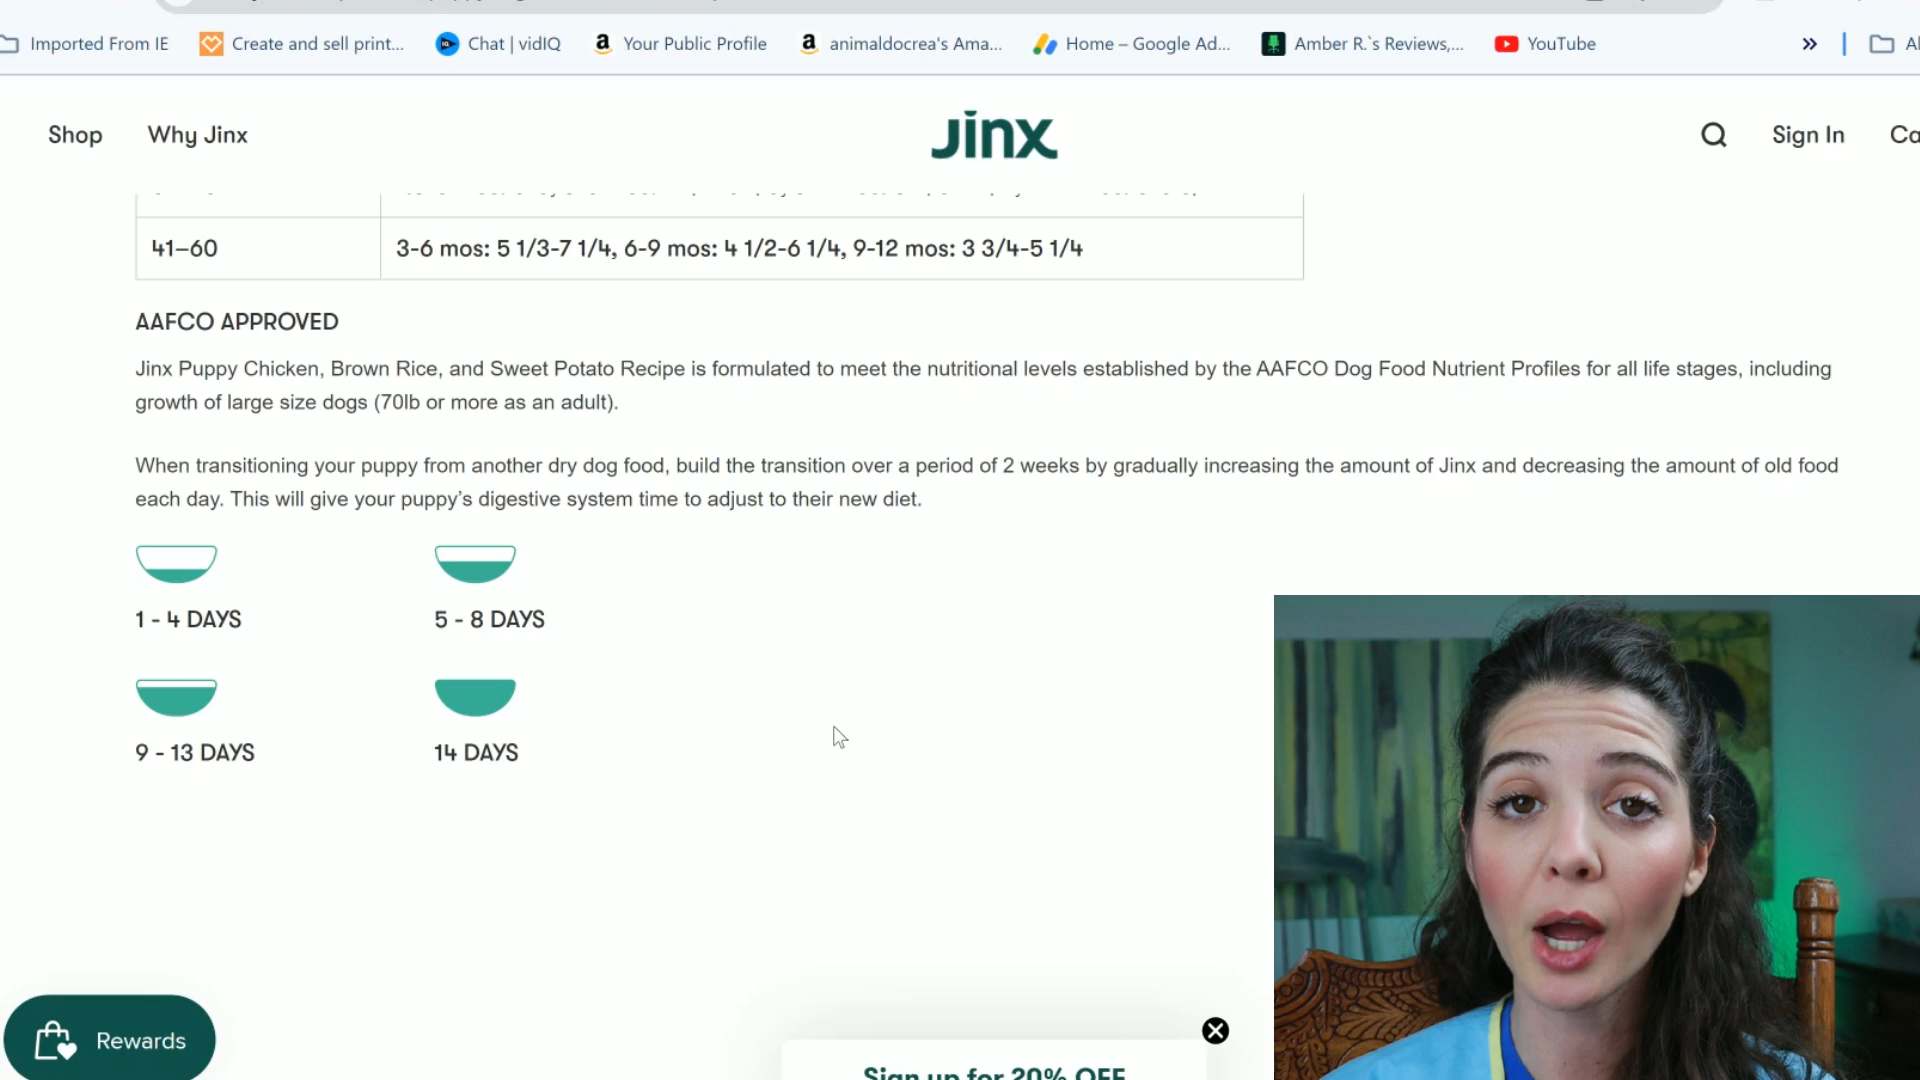 Imported From IE
Create and sell print...
Chat | vidIQ
Your Public Profile
animaldocrea's Ama...
Home – Google Ad...
Amber R.`s Reviews,...
YouTube
Shop
Why Jinx
Jinx
Sign In
41–60
3-6 mos: 5 1/3-7 1/4, 6-9 mos: 4 1/2-6 1/4, 9-12 mos: 3 3/4-5 1/4
AAFCO APPROVED
Jinx Puppy Chicken, Brown Rice, and Sweet Potato Recipe is formulated to meet the nutritional levels established by the AAFCO Dog Food Nutrient Profiles for all life stages, including
growth of large size dogs (70lb or more as an adult).
When transitioning your puppy from another dry dog food, build the transition over a period of 2 weeks by gradually increasing the amount of Jinx and decreasing the amount of old food
each day. This will give your puppy’s digestive system time to adjust to their new diet.
1 - 4 DAYS
5 - 8 DAYS
9 - 13 DAYS
14 DAYS
Rewards
Sign up for 20% OFF